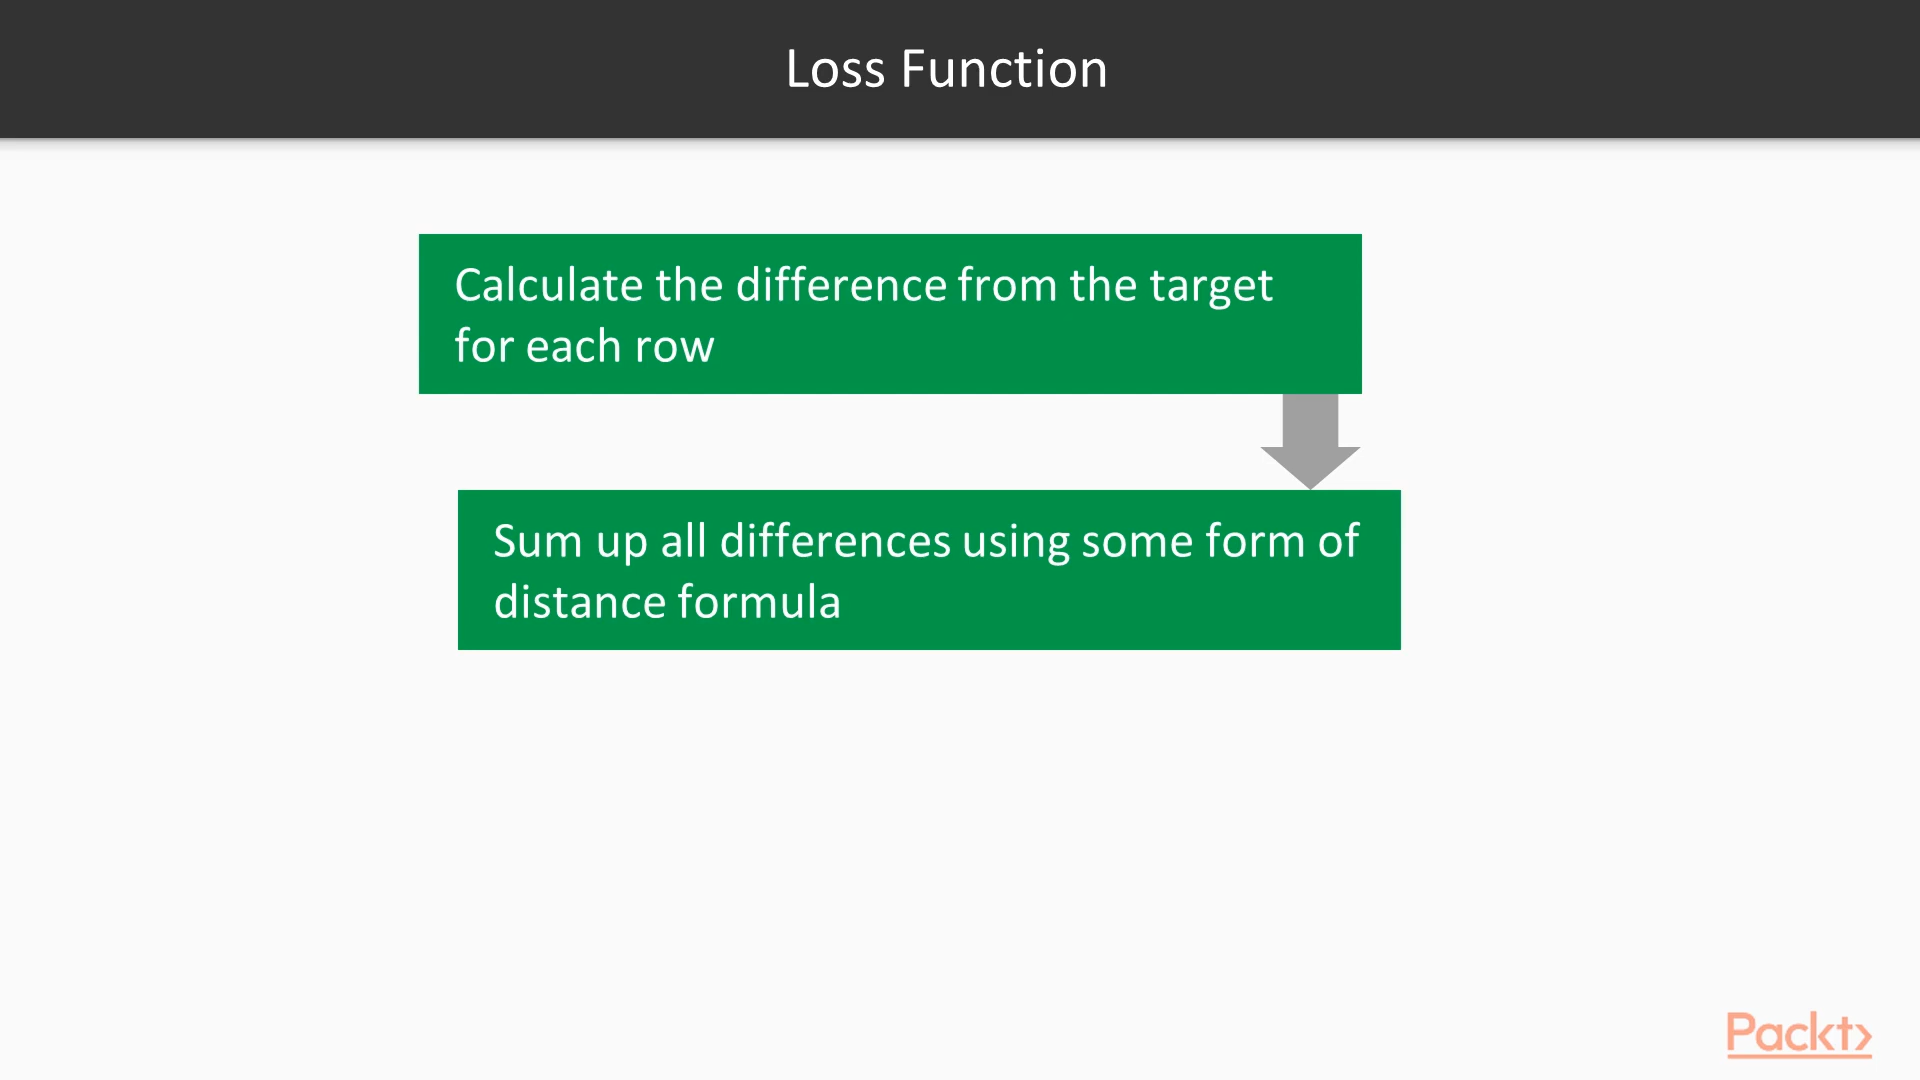 Loss Function
Calculate the difference from the target
for each row
Sum up all differences using some form of
distance formula
Packt>